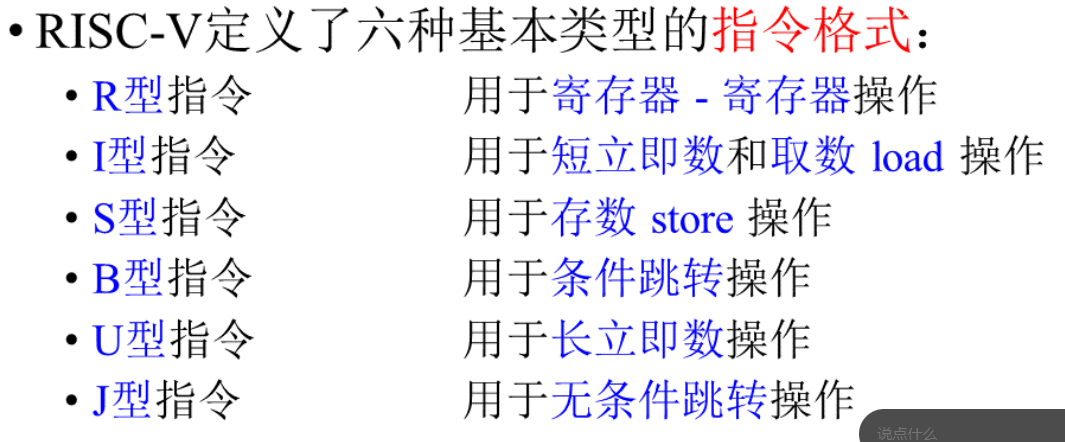 • RISC-V定义了六种基本类型的指令格式：
• R型指令 用于寄存器 - 寄存器操作
• I型指令 用于短立即数和取数 load 操作
• S型指令 用于存数 store 操作
• B型指令 用于条件跳转操作
• U型指令 用于长立即数操作
• J型指令 用于无条件跳转操作
说点什么